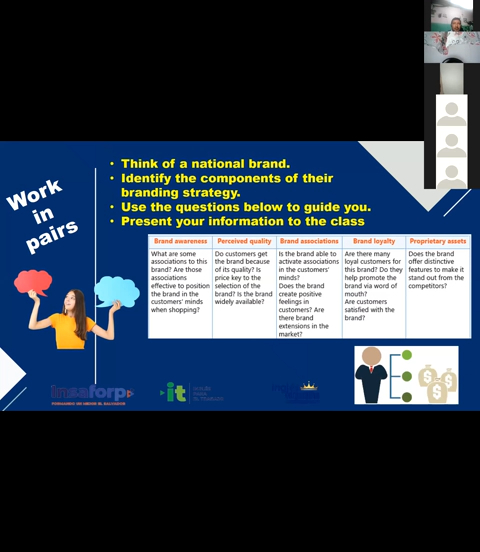 Work
in
pairs
• Think of a national brand.
• Identify the components of their
branding strategy.
• Use the questions below to guide you.
• Present your information to the class
Brand awareness
What are some
associations to this
brand? Are those
associations
effective to position
the brand in the
customers' minds
when shopping?
Perceived quality
Do customers get
the brand because
of its quality? Is
price key to the
selection of the
brand? Is the brand
widely available?
Brand associations
Is the brand able to
activate associations
in the customers'
minds?
Does the brand
create positive
feelings in
customers? Are
there brand
extensions in the
market?
Brand loyalty
Are there many
loyal customers for
this brand? Do they
help promote the
brand via word of
mouth?
Are customers
satisfied with the
brand?
Proprietary assets
Does the brand
offer distinctive
features to make it
stand out from the
competitors?
insaforp
it